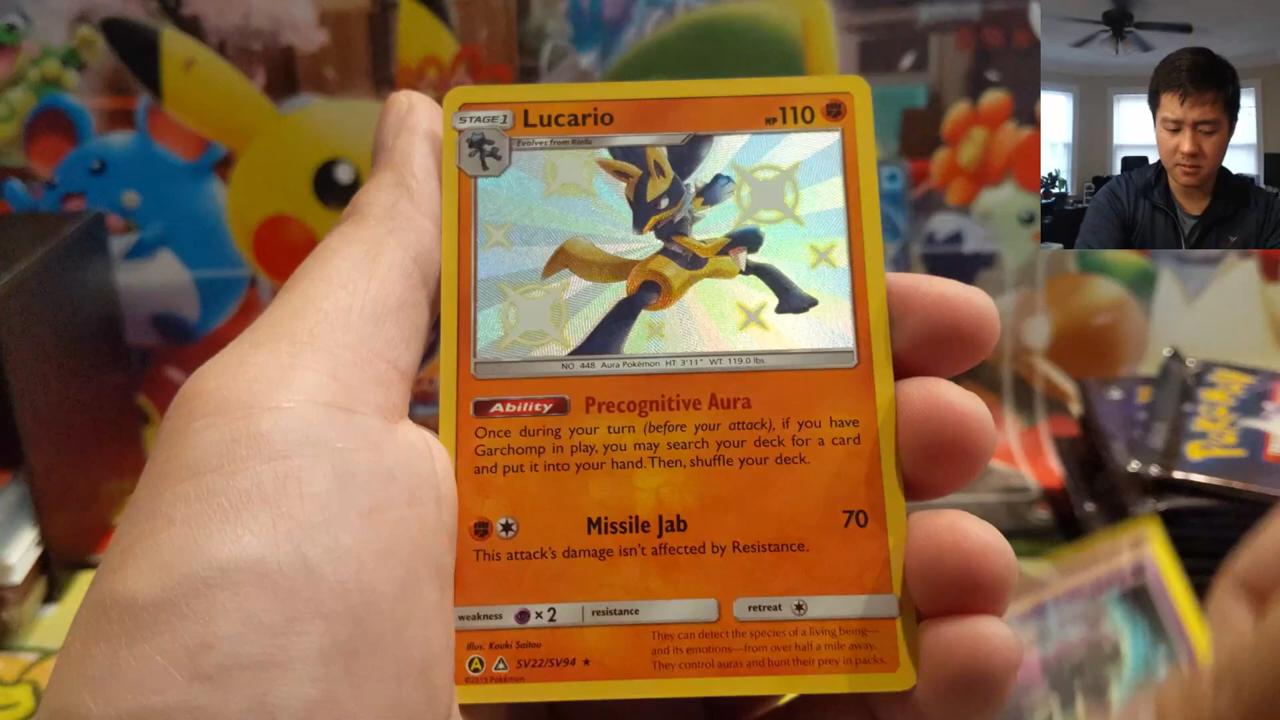 STAGE 1 Lucario HP 110
Evolves from Riolu
NO. 448 Aura Pokémon HT: 3'11" WT: 119.0 lbs.
Ability Precognitive Aura
Once during your turn (before your attack), if you have
Garchomp in play, you may search your deck for a card
and put it into your hand. Then, shuffle your deck.
Missile Jab 70
This attack's damage isn't affected by Resistance.
weakness ×2 resistance retreat
Illus. Kouki Saitou
They can detect the species of a living being—
and its emotions—from over half a mile away.
They control auras and hunt their prey in packs.
A SV22/SV94 ★
©2019 Pokémon
POKéMON